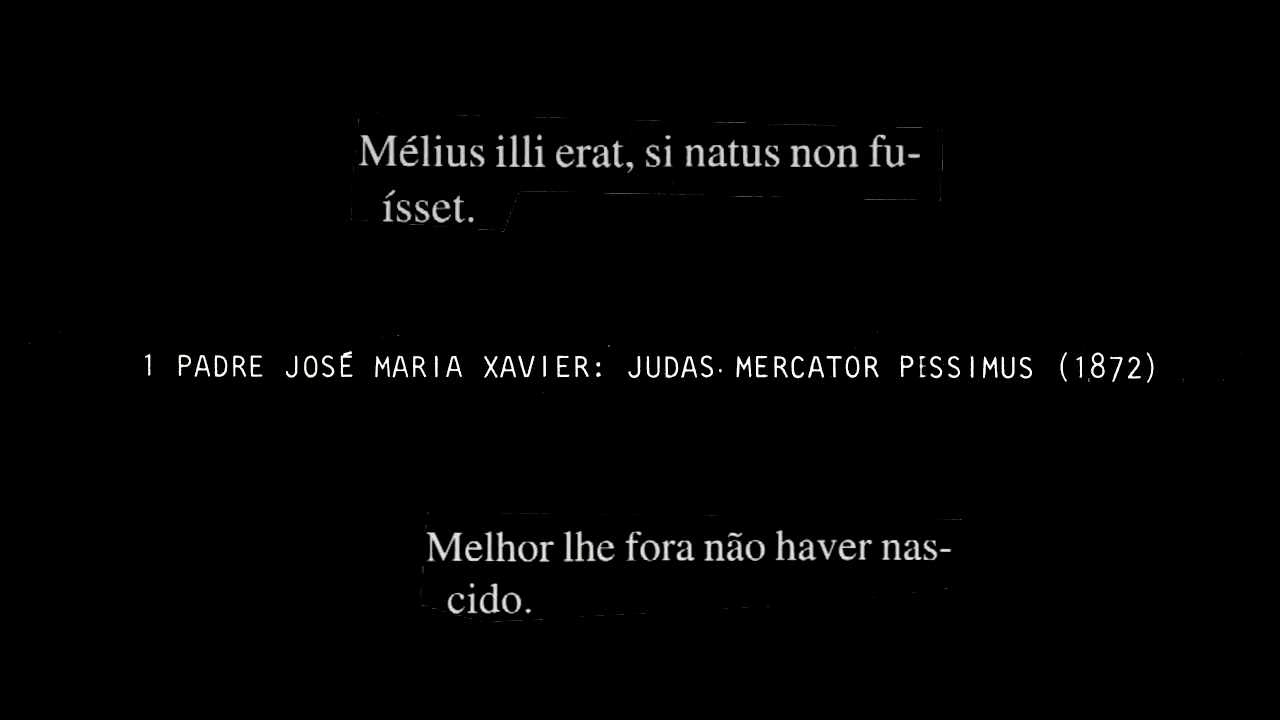 Mélius illi erat, si natus non fu-
ísset.
1 PADRE JOSÉ MARIA XAVIER: JUDAS MERCATOR PESSIMUS (1872)
Melhor lhe fora não haver nas-
cido.